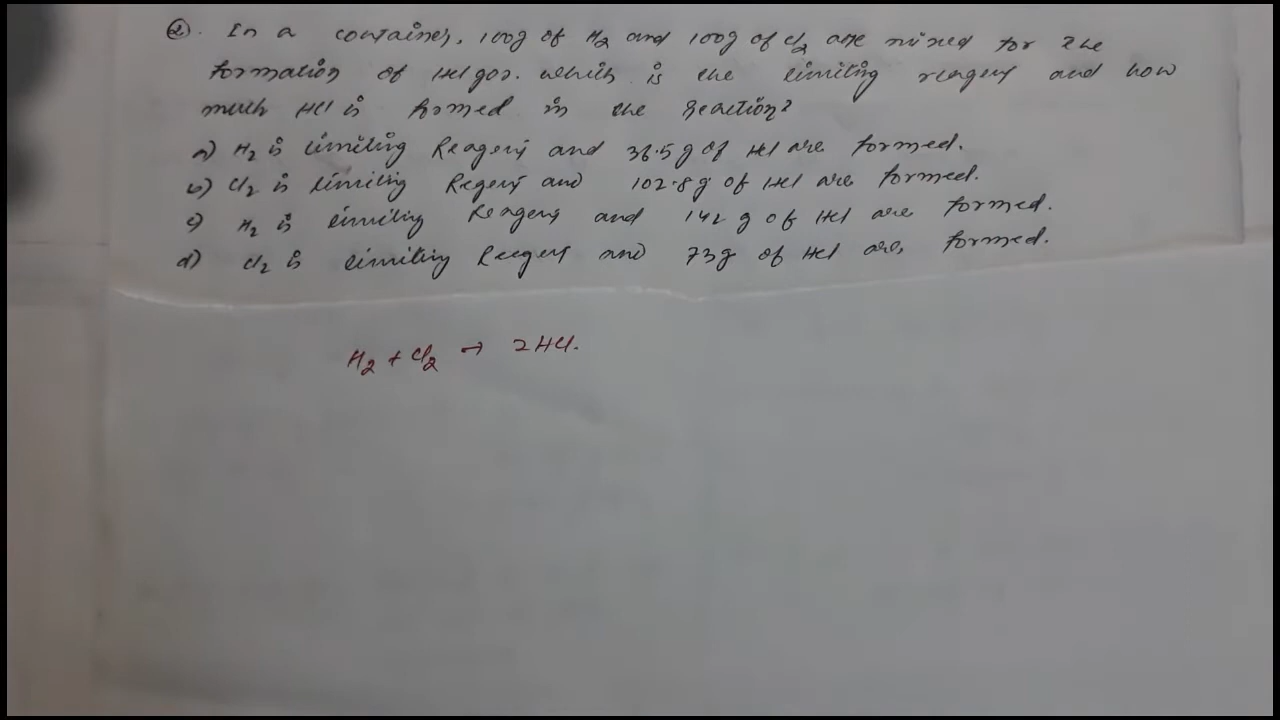 ②. In a container, 100g of H2 and 100g of Cl2 are mixed for the
formation of HCl gas. which is the limiting reagent and how
much HCl is formed in the reaction?
a) H2 is limiting Reagent and 36.5g of HCl are formed.
b) Cl2 is limiting Regent and 102.8g of HCl are formed.
c) H2 is limiting Reagent and 142 g of HCl are formed.
d) Cl2 is limiting Reegent and 73g of HCl are formed.
H2 + Cl2 → 2HCl.